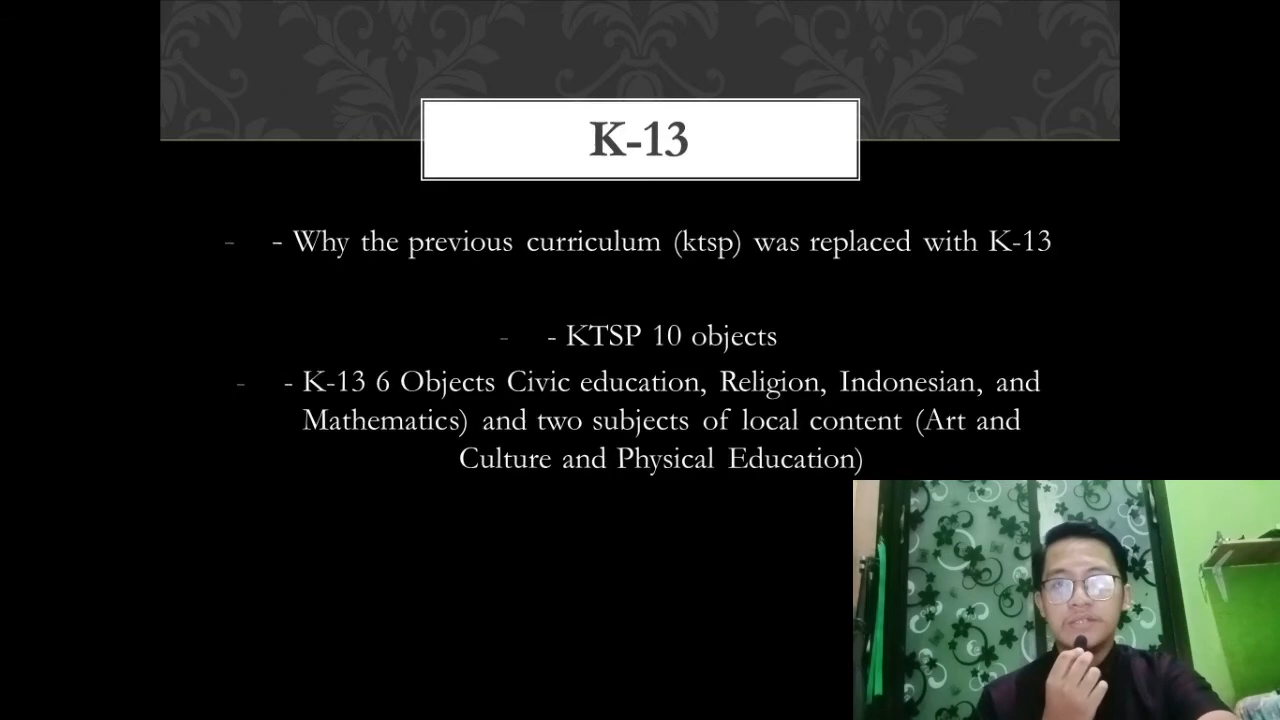 K-13
- - Why the previous curriculum (ktsp) was replaced with K-13
- - KTSP 10 objects
- - K-13 6 Objects Civic education, Religion, Indonesian, and
Mathematics) and two subjects of local content (Art and
Culture and Physical Education)